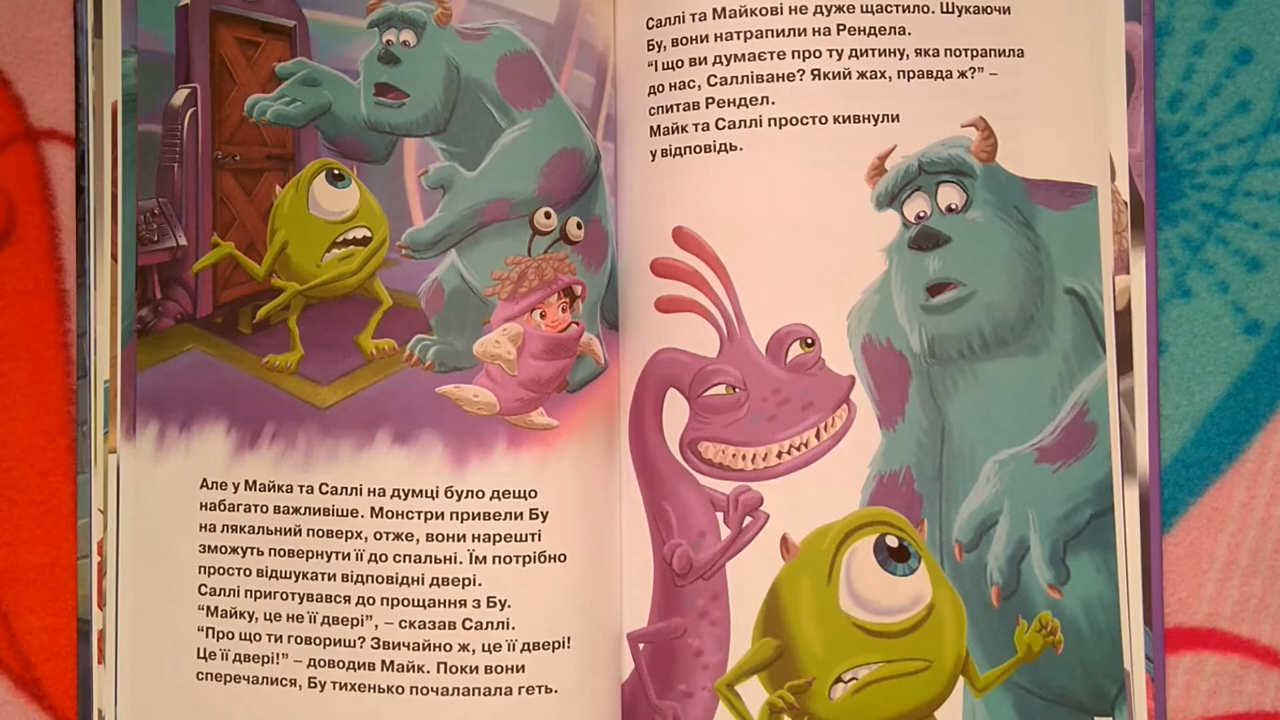 Але у Майка та Саллі на думці було дещо
набагато важливіше. Монстри привели Бу
на лякальний поверх, отже, вони нарешті
зможуть повернути її до спальні. Їм потрібно
просто відшукати відповідні двері.
Саллі приготувався до прощання з Бу.
“Майку, це не її двері”, – сказав Саллі.
“Про що ти говориш? Звичайно ж, це її двері!
Це її двері!” – доводив Майк. Поки вони
сперечалися, Бу тихенько почалапала геть.
Саллі та Майкові не дуже щастило. Шукаючи
Бу, вони натрапили на Рендела.
“І що ви думаєте про ту дитину, яка потрапила
до нас, Салліване? Який жах, правда ж?” –
спитав Рендел.
Майк та Саллі просто кивнули
у відповідь.